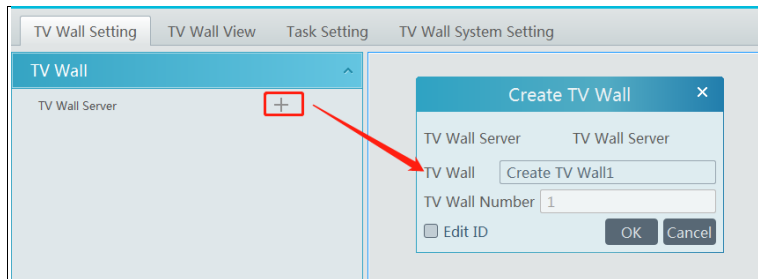 TV Wall Setting TV Wall View Task Setting TV Wall System Setting
TV Wall
TV Wall Server
Create TV Wall
TV Wall Server TV Wall Server
TV Wall Create TV Wall1
TV Wall Number 1
Edit ID OK Cancel